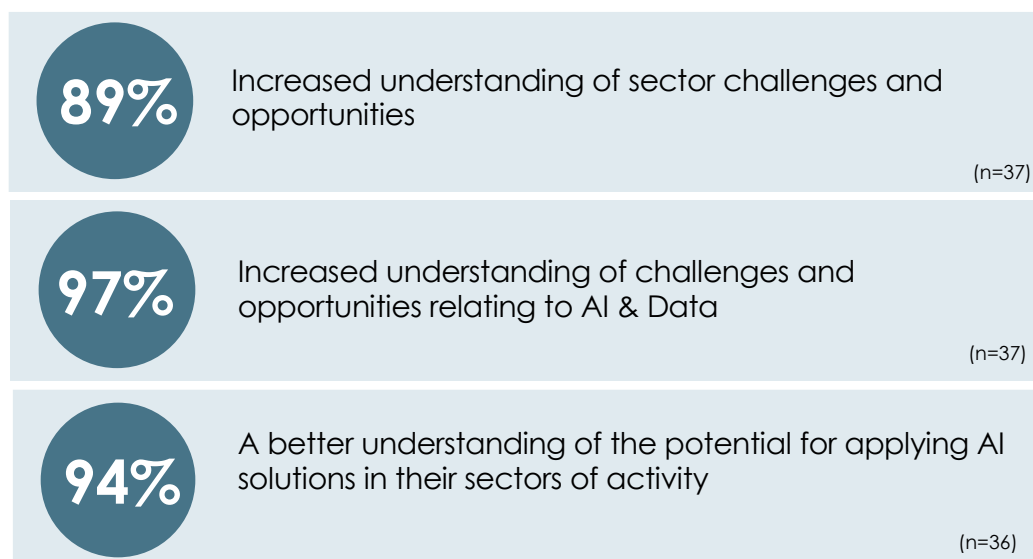 89%
Increased understanding of sector challenges and
opportunities
(n=37)
97%
Increased understanding of challenges and
opportunities relating to AI & Data
(n=37)
94%
A better understanding of the potential for applying AI
solutions in their sectors of activity
(n=36)